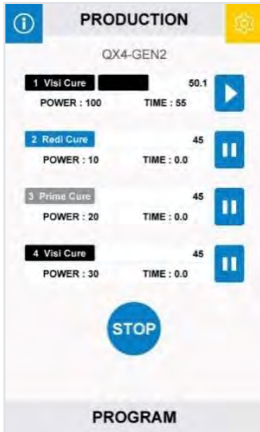 PRODUCTION
QX4-GEN2
1 Visi Cure 50.1
POWER : 100 TIME : 55
2 Redi Cure 45
POWER : 10 TIME : 0.0
3 Prime Cure 45
POWER : 20 TIME : 0.0
4 Visi Cure 45
POWER : 30 TIME : 0.0
STOP
PROGRAM